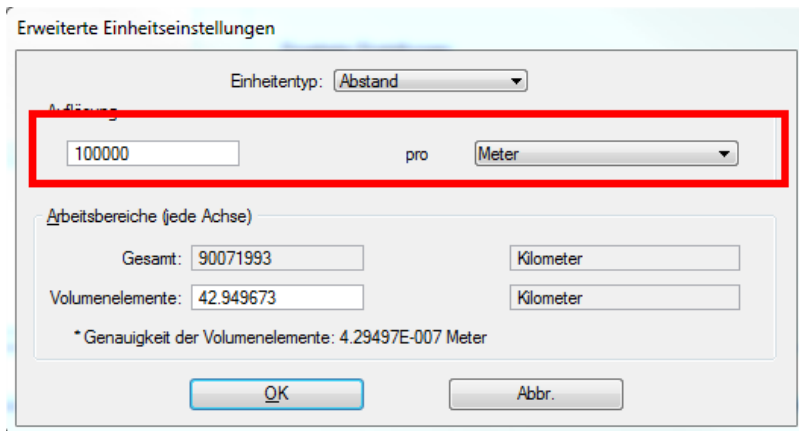 Erweiterte Einheitseinstellungen
Einheitentyp: Abstand
Auflösung
100000 pro Meter
Arbeitsbereiche (jede Achse)
Gesamt: 90071993 Kilometer
Volumenelemente: 42.949673 Kilometer
* Genauigkeit der Volumenelemente: 4.29497E-007 Meter
OK Abbr.